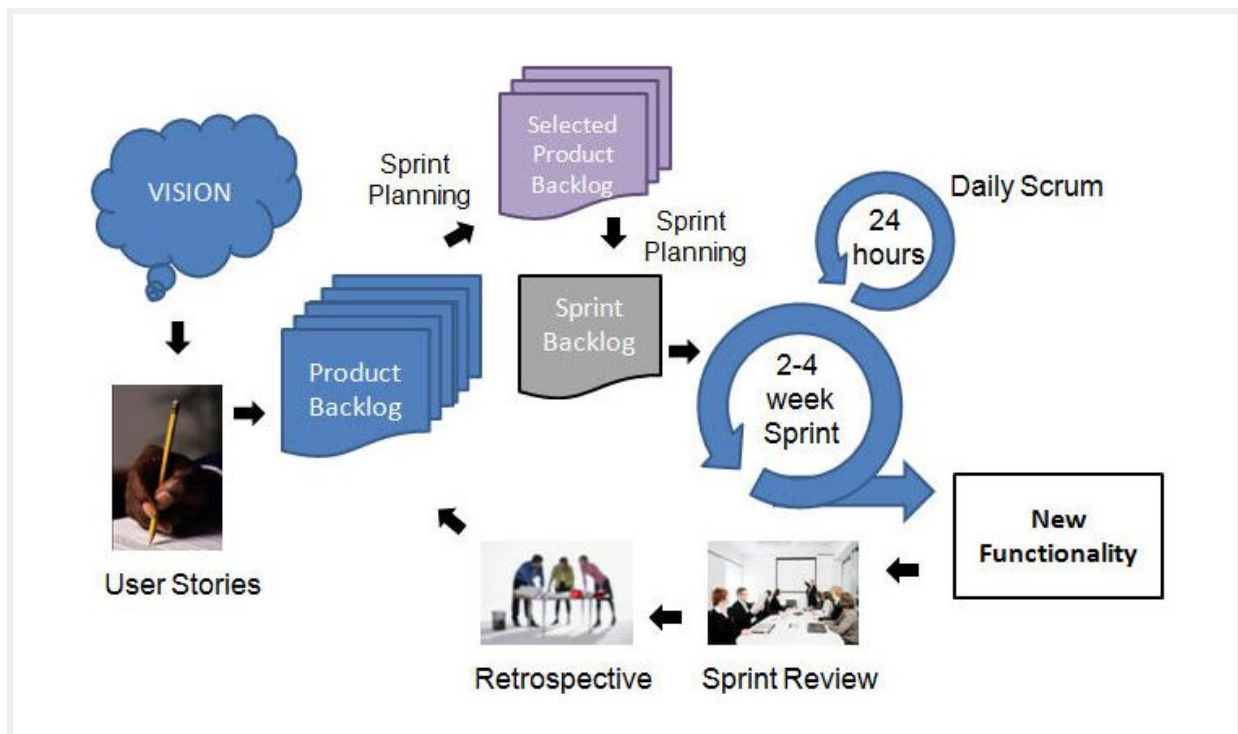 VISION
User Stories
Product
Backlog
Sprint
Planning
Selected
Product
Backlog
Sprint
Planning
Sprint
Backlog
Daily Scrum
24
hours
2-4
week
Sprint
New
Functionality
Sprint Review
Retrospective